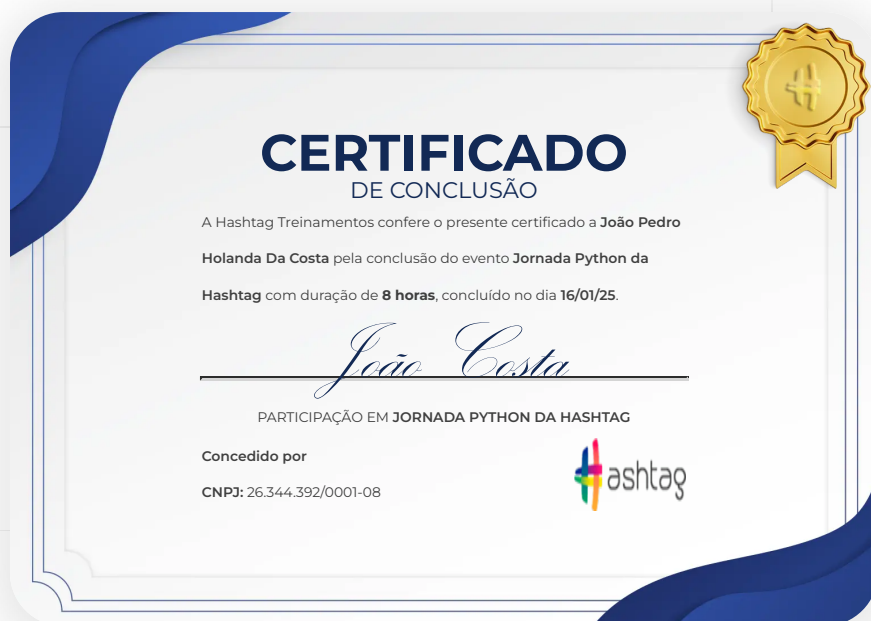 CERTIFICADO
DE CONCLUSÃO
A Hashtag Treinamentos confere o presente certificado a João Pedro
Holanda Da Costa pela conclusão do evento Jornada Python da
Hashtag com duração de 8 horas, concluído no dia 16/01/25.
João Costa
PARTICIPAÇÃO EM JORNADA PYTHON DA HASHTAG
Concedido por
CNPJ: 26.344.392/0001-08
#ashtag